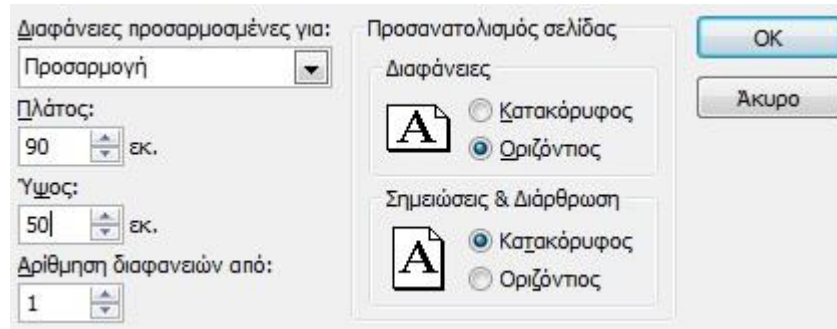 Διαφάνειες προσαρμοσμένες για:
Προσαρμογή
Πλάτος:
90 εκ.
Ύψος:
50 εκ.
Αρίθμηση διαφανειών από:
1
Προσανατολισμός σελίδας
Διαφάνειες
A
Κατακόρυφος
Οριζόντιος
Σημειώσεις & Διάρθρωση
A
Κατακόρυφος
Οριζόντιος
OK
Άκυρο